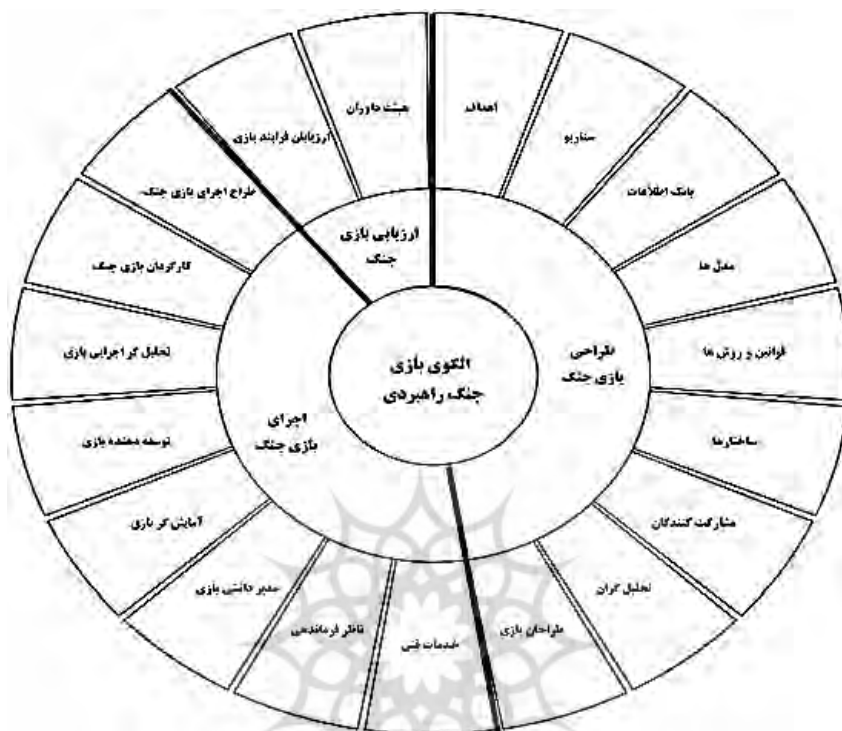 الگوی بازی
جنگ راهبردی
طراحی
بازی جنگ
اجرای
بازی جنگ
ارزیابی بازی
جنگ
اهداف
سناریو
بانک اطلاعات
مدل ها
قوانین و روش ها
ساختارها
مشارکت کنندگان
تحلیل گران
طراحان بازی
خدمات فنی
ناظر فرماندهی
مدیر دانشی بازی
آمایش گر بازی
توسعه دهنده بازی
تحلیل گر اجرایی بازی
کارگردان بازی جنگ
طراح اجرای بازی جنگ
ارزیابان فرایند بازی
هیئت داوران